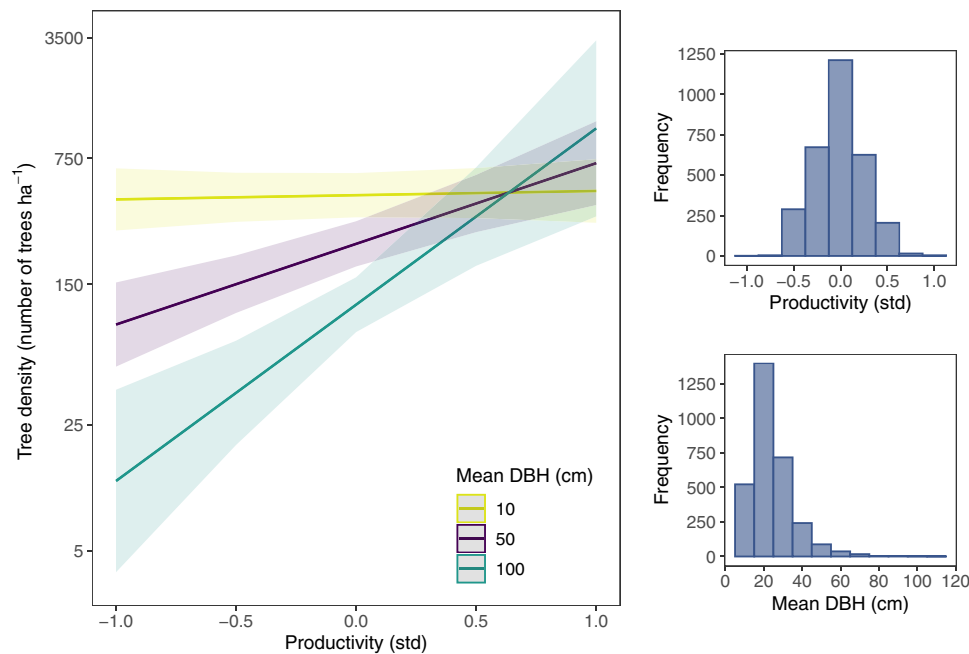 3500
750
150
25
5
Tree density (number of trees ha⁻¹)
−1.0 −0.5 0.0 0.5 1.0
Productivity (std)
Mean DBH (cm)
10
50
100
1250
1000
750
500
250
0
Frequency
−1.0 −0.5 0.0 0.5 1.0
Productivity (std)
1250
1000
750
500
250
0
Frequency
0 20 40 60 80 100 120
Mean DBH (cm)